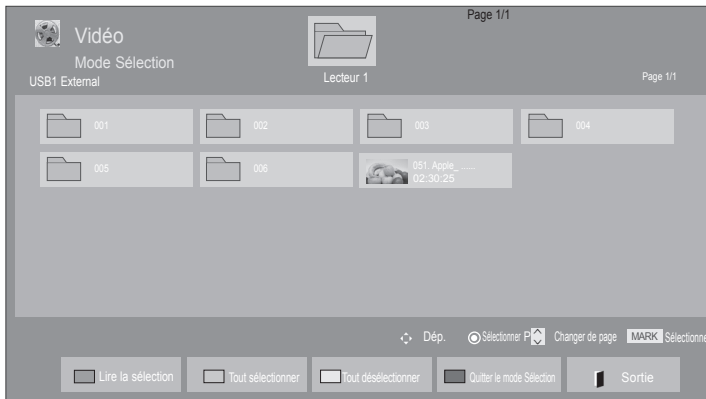 Page 1/1
Vidéo
Mode Sélection
USB1 External
Lecteur 1
Page 1/1
001
002
003
004
005
006
051. Apple_ ......
02:30:25
Dép.
Sélectionner
P
Changer de page
MARK
Sélectionne
Lire la sélection
Tout sélectionner
Tout désélectionner
Quitter le mode Sélection
Sortie